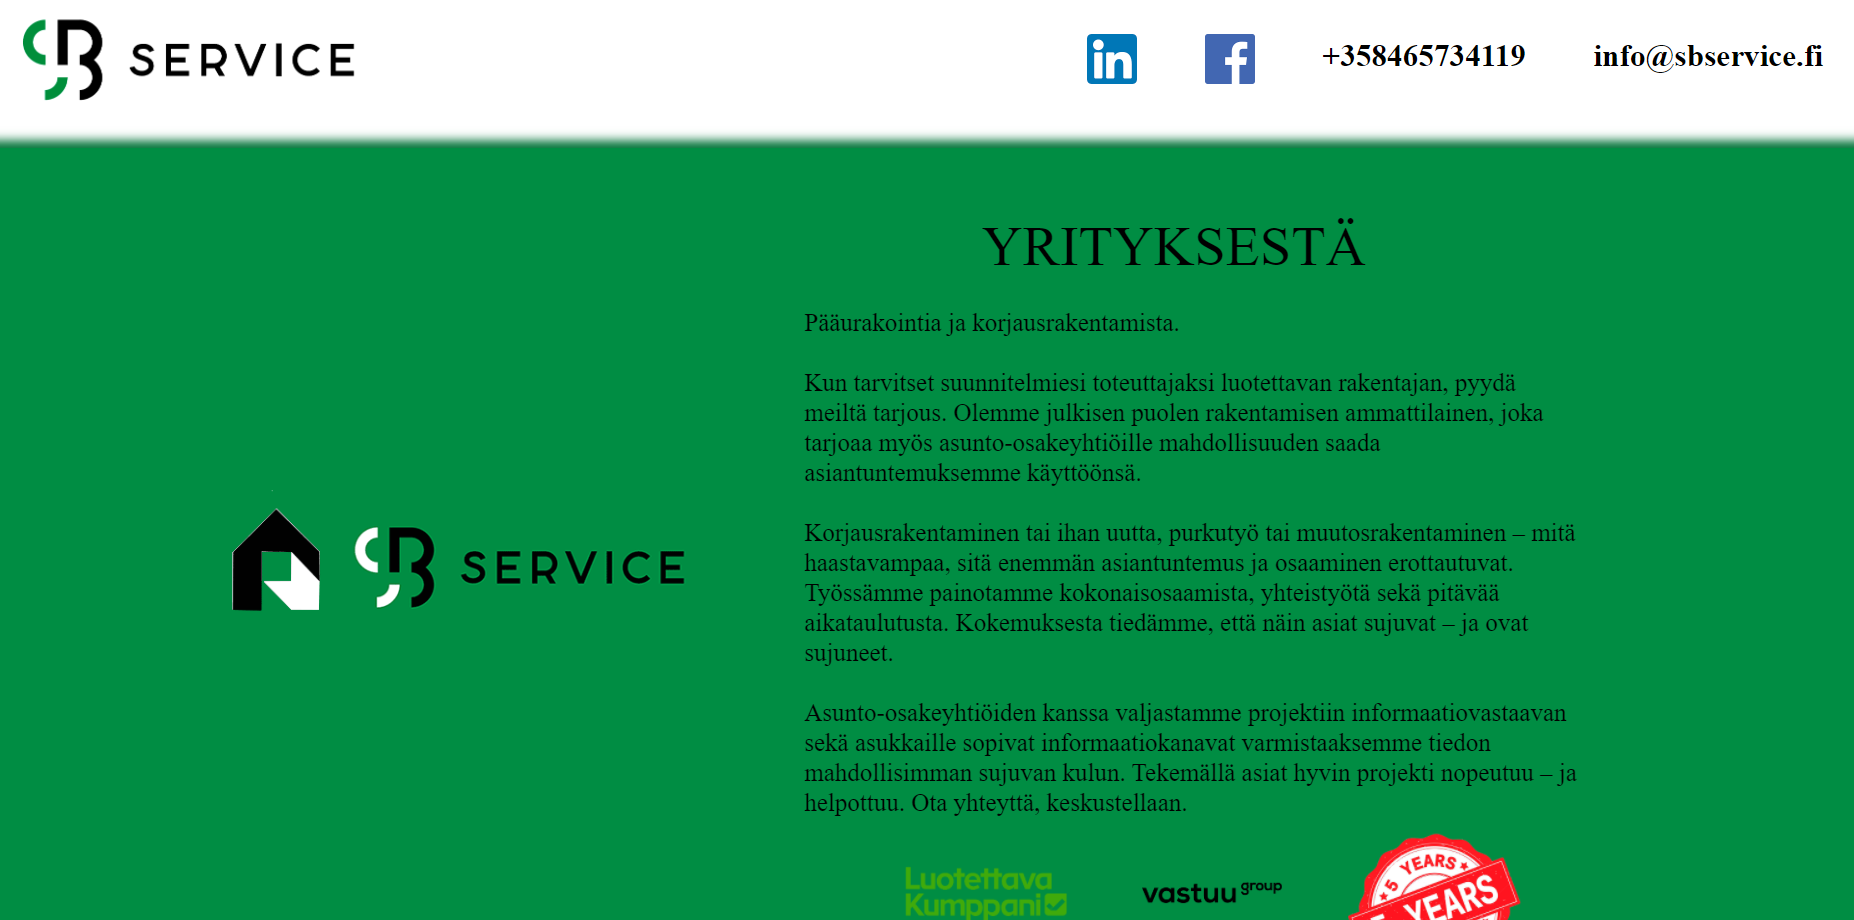 SB SERVICE
in
f
+358465734119
info@sbservice.fi
YRITYKSESTÄ
Pääurakointia ja korjausrakentamista.
Kun tarvitset suunnitelmiesi toteuttajaksi luotettavan rakentajan, pyydä
meiltä tarjous. Olemme julkisen puolen rakentamisen ammattilainen, joka
tarjoaa myös asunto-osakeyhtiöille mahdollisuuden saada
asiantuntemuksemme käyttöönsä.
Korjausrakentaminen tai ihan uutta, purkutyö tai muutosrakentaminen – mitä
haastavampaa, sitä enemmän asiantuntemus ja osaaminen erottautuvat.
Työssämme painotamme kokonaisosaamista, yhteistyötä sekä pitävää
aikataulutusta. Kokemuksesta tiedämme, että näin asiat sujuvat – ja ovat
sujuneet.
Asunto-osakeyhtiöiden kanssa valjastamme projektiin informaatiovastaavan
sekä asukkaille sopivat informaatiokanavat varmistaaksemme tiedon
mahdollisimman sujuvan kulun. Tekemällä asiat hyvin projekti nopeutuu – ja
helpottuu. Ota yhteyttä, keskustellaan.
SB SERVICE
Luotettava
Kumppani
vastuu group
5 YEARS
5 YEARS